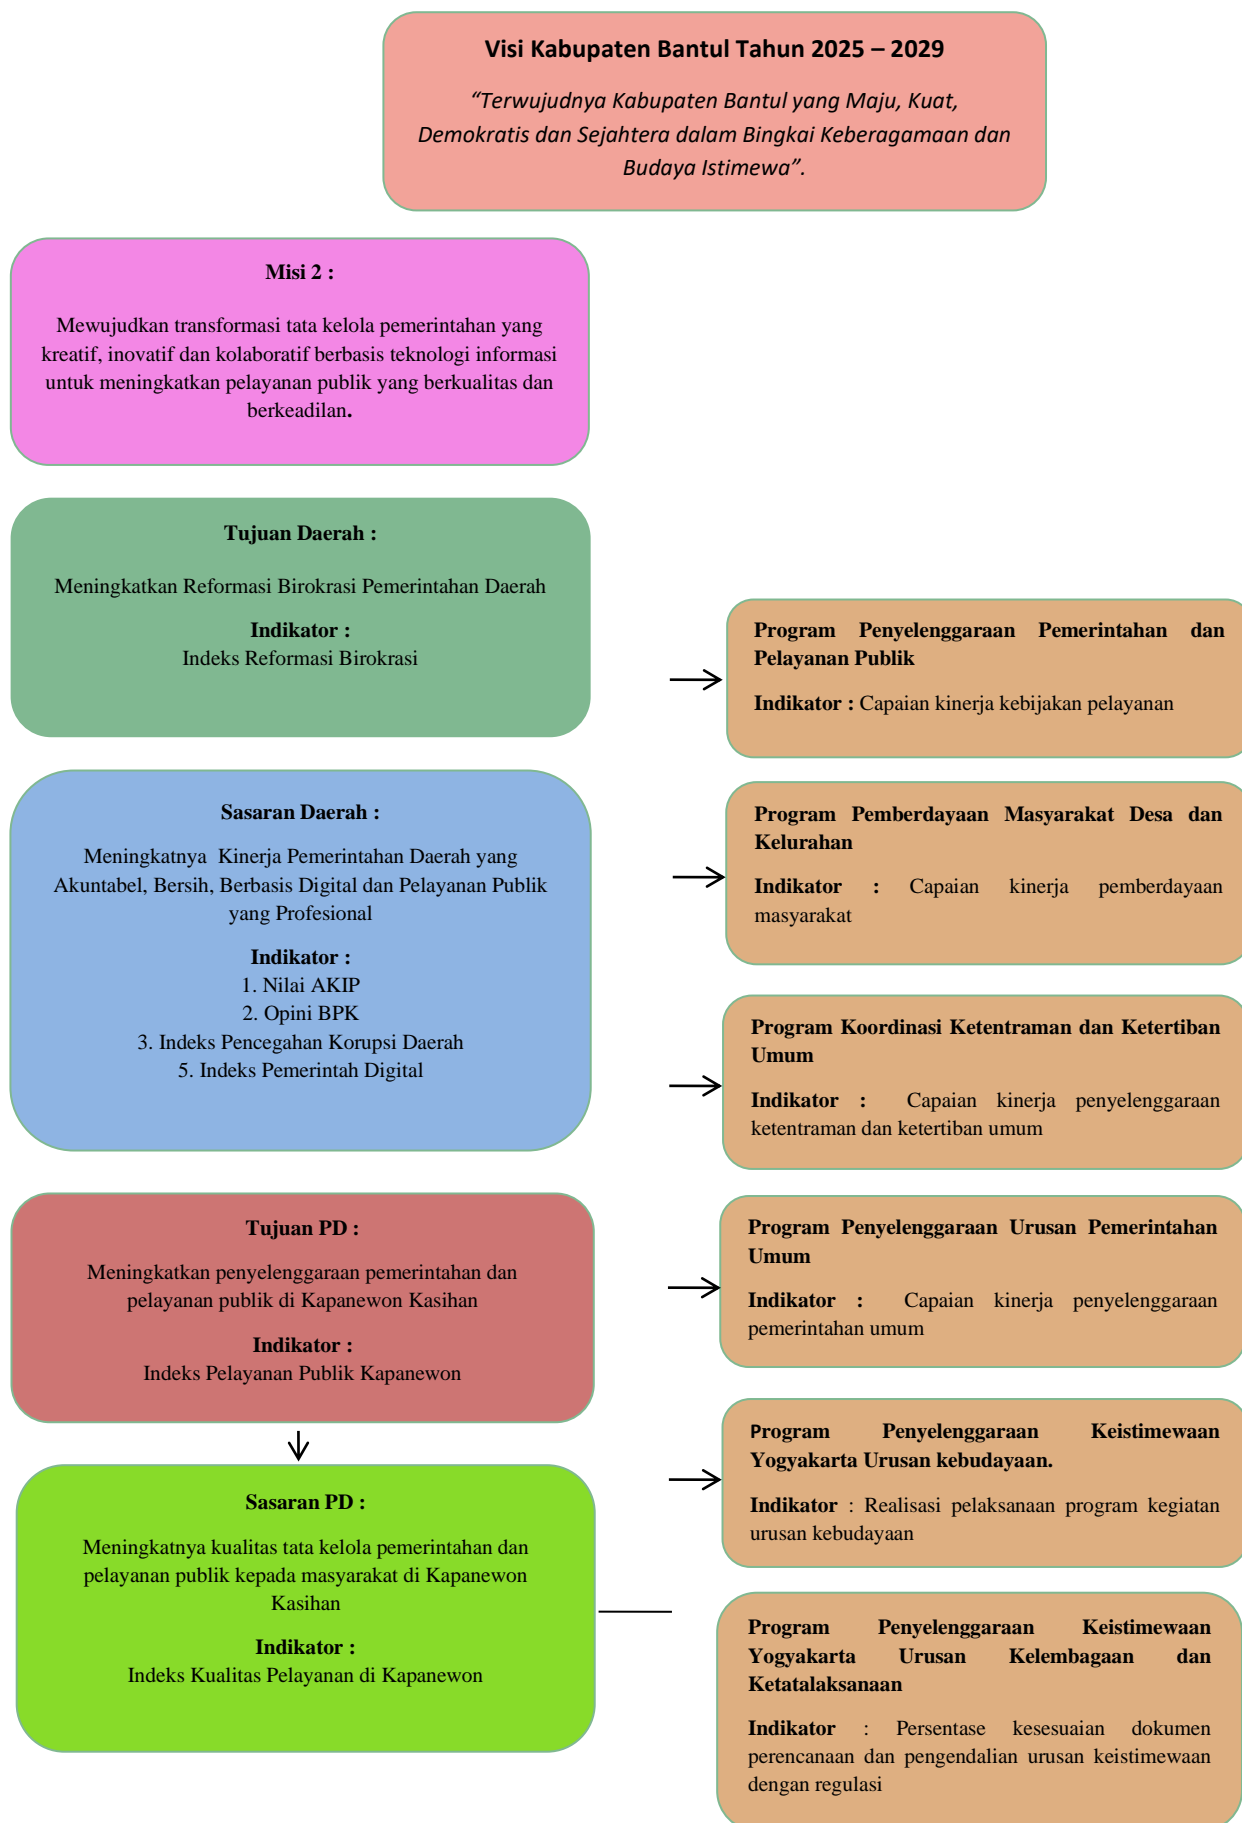 Visi Kabupaten Bantul Tahun 2025 – 2029
“Terwujudnya Kabupaten Bantul yang Maju, Kuat,
Demokratis dan Sejahtera dalam Bingkai Keberagamaan dan
Budaya Istimewa”.
Misi 2 :
Mewujudkan transformasi tata kelola pemerintahan yang
kreatif, inovatif dan kolaboratif berbasis teknologi informasi
untuk meningkatkan pelayanan publik yang berkualitas dan
berkeadilan.
Tujuan Daerah :
Meningkatkan Reformasi Birokrasi Pemerintahan Daerah
Indikator :
Indeks Reformasi Birokrasi
Sasaran Daerah :
Meningkatnya Kinerja Pemerintahan Daerah yang
Akuntabel, Bersih, Berbasis Digital dan Pelayanan Publik
yang Profesional
Indikator :
1. Nilai AKIP
2. Opini BPK
3. Indeks Pencegahan Korupsi Daerah
5. Indeks Pemerintah Digital
Tujuan PD :
Meningkatkan penyelenggaraan pemerintahan dan
pelayanan publik di Kapanewon Kasihan
Indikator :
Indeks Pelayanan Publik Kapanewon
Sasaran PD :
Meningkatnya kualitas tata kelola pemerintahan dan
pelayanan publik kepada masyarakat di Kapanewon
Kasihan
Indikator :
Indeks Kualitas Pelayanan di Kapanewon
Program Penyelenggaraan Pemerintahan dan
Pelayanan Publik
Indikator : Capaian kinerja kebijakan pelayanan
Program Pemberdayaan Masyarakat Desa dan
Kelurahan
Indikator : Capaian kinerja pemberdayaan
masyarakat
Program Koordinasi Ketentraman dan Ketertiban
Umum
Indikator : Capaian kinerja penyelenggaraan
ketentraman dan ketertiban umum
Program Penyelenggaraan Urusan Pemerintahan
Umum
Indikator : Capaian kinerja penyelenggaraan
pemerintahan umum
Program Penyelenggaraan Keistimewaan
Yogyakarta Urusan kebudayaan.
Indikator : Realisasi pelaksanaan program kegiatan
urusan kebudayaan
Program Penyelenggaraan Keistimewaan
Yogyakarta Urusan Kelembagaan dan
Ketatalaksanaan
Indikator : Persentase kesesuaian dokumen
perencanaan dan pengendalian urusan keistimewaan
dengan regulasi